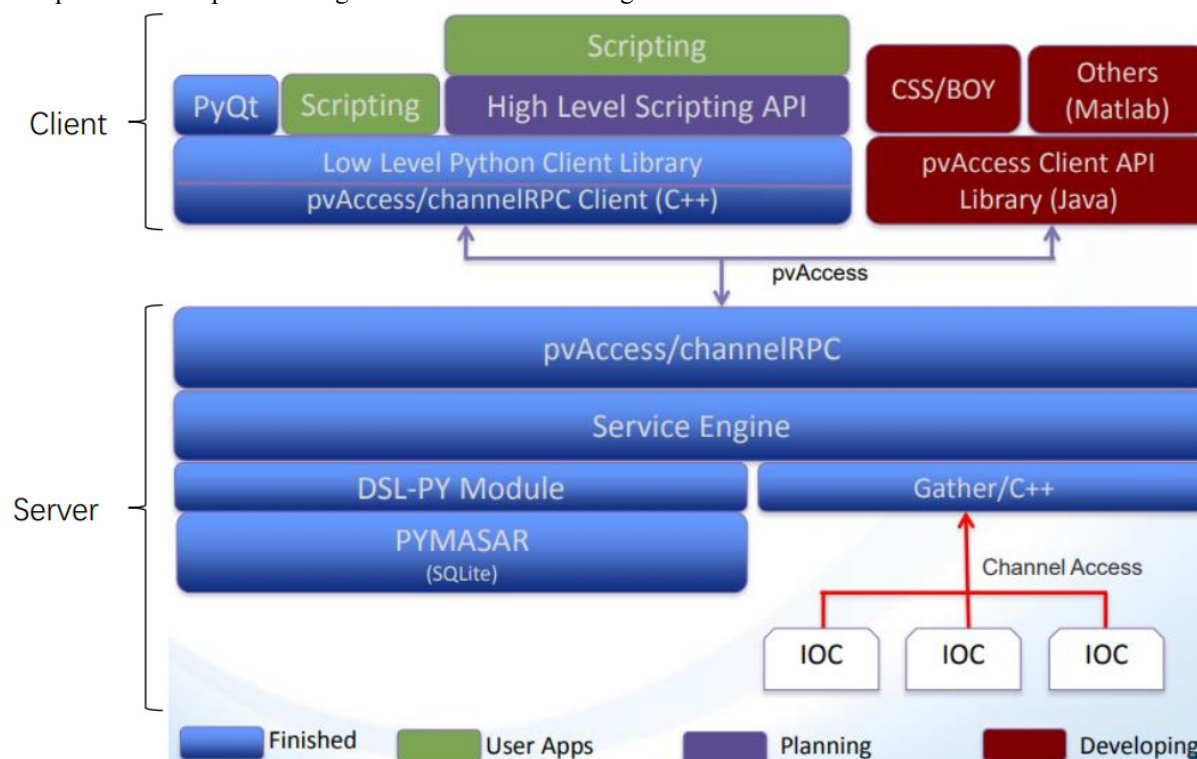 Scripting
PyQt
Scripting
High Level Scripting API
CSS/BOY
Others
(Matlab)
Client
Low Level Python Client Library
pvAccess/channelRPC Client (C++)
pvAccess Client API
Library (Java)
pvAccess
pvAccess/channelRPC
Service Engine
DSL-PY Module
Gather/C++
Server
PYMASAR
(SQLite)
Channel Access
IOC
IOC
IOC
Finished
User Apps
Planning
Developing